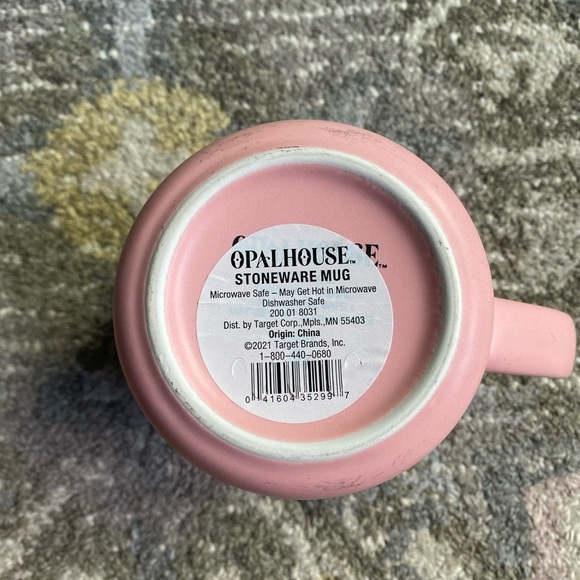 OPALHOUSE™
STONEWARE MUG
Microwave Safe – May Get Hot in Microwave
Dishwasher Safe
200 01 8031
Dist. by Target Corp.,Mpls.,MN 55403
Origin: China
©2021 Target Brands, Inc.
1-800-440-0680
0 41604 35299 7